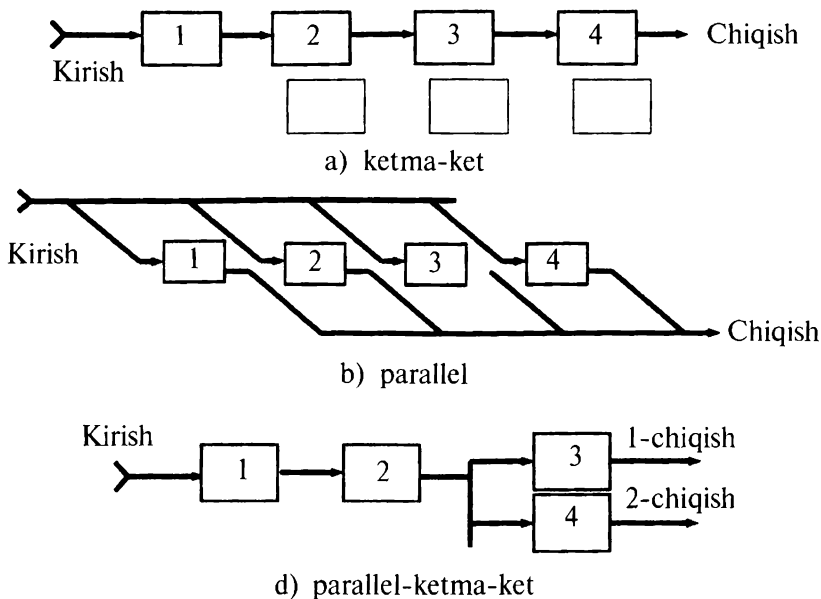 1 2 3 4 Chiqish
Kirish
a) ketma-ket
Kirish 1 2 3 4
Chiqish
b) parallel
Kirish 1-chiqish
1 2 3
2-chiqish
4
d) parallel-ketma-ket